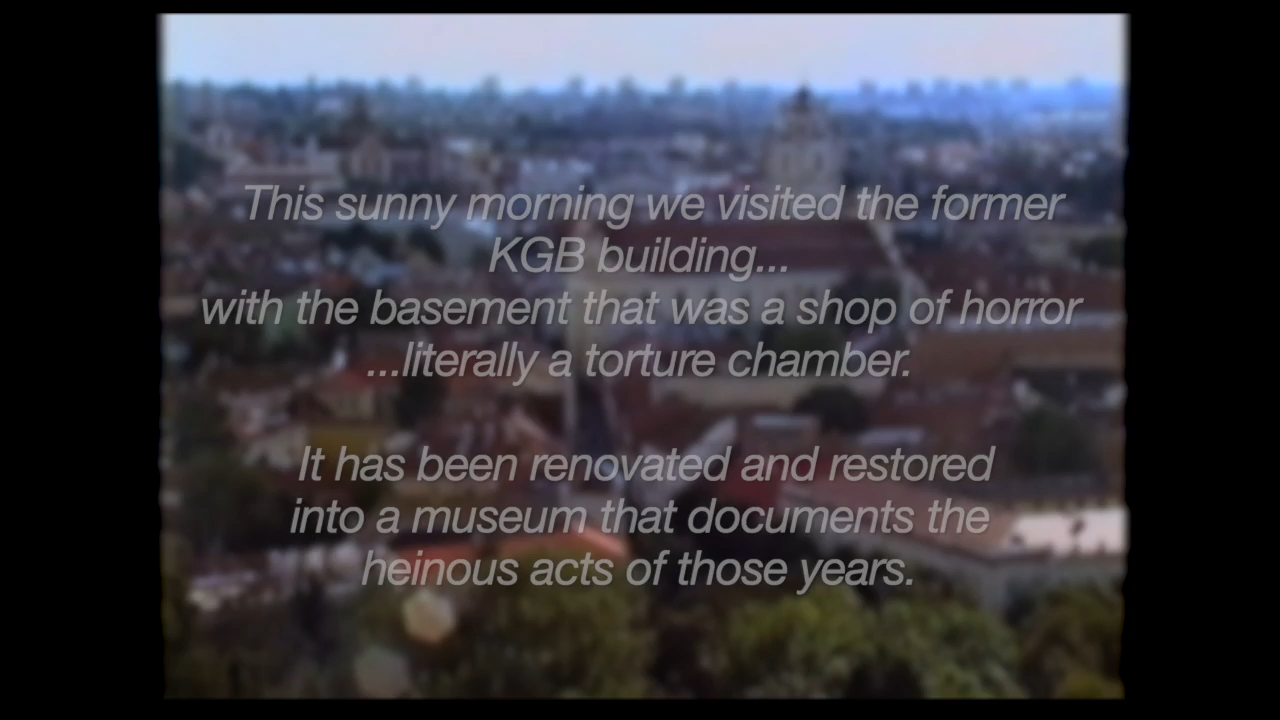 This sunny morning we visited the former
KGB building...
with the basement that was a shop of horror
...literally a torture chamber.
It has been renovated and restored
into a museum that documents the
heinous acts of those years.